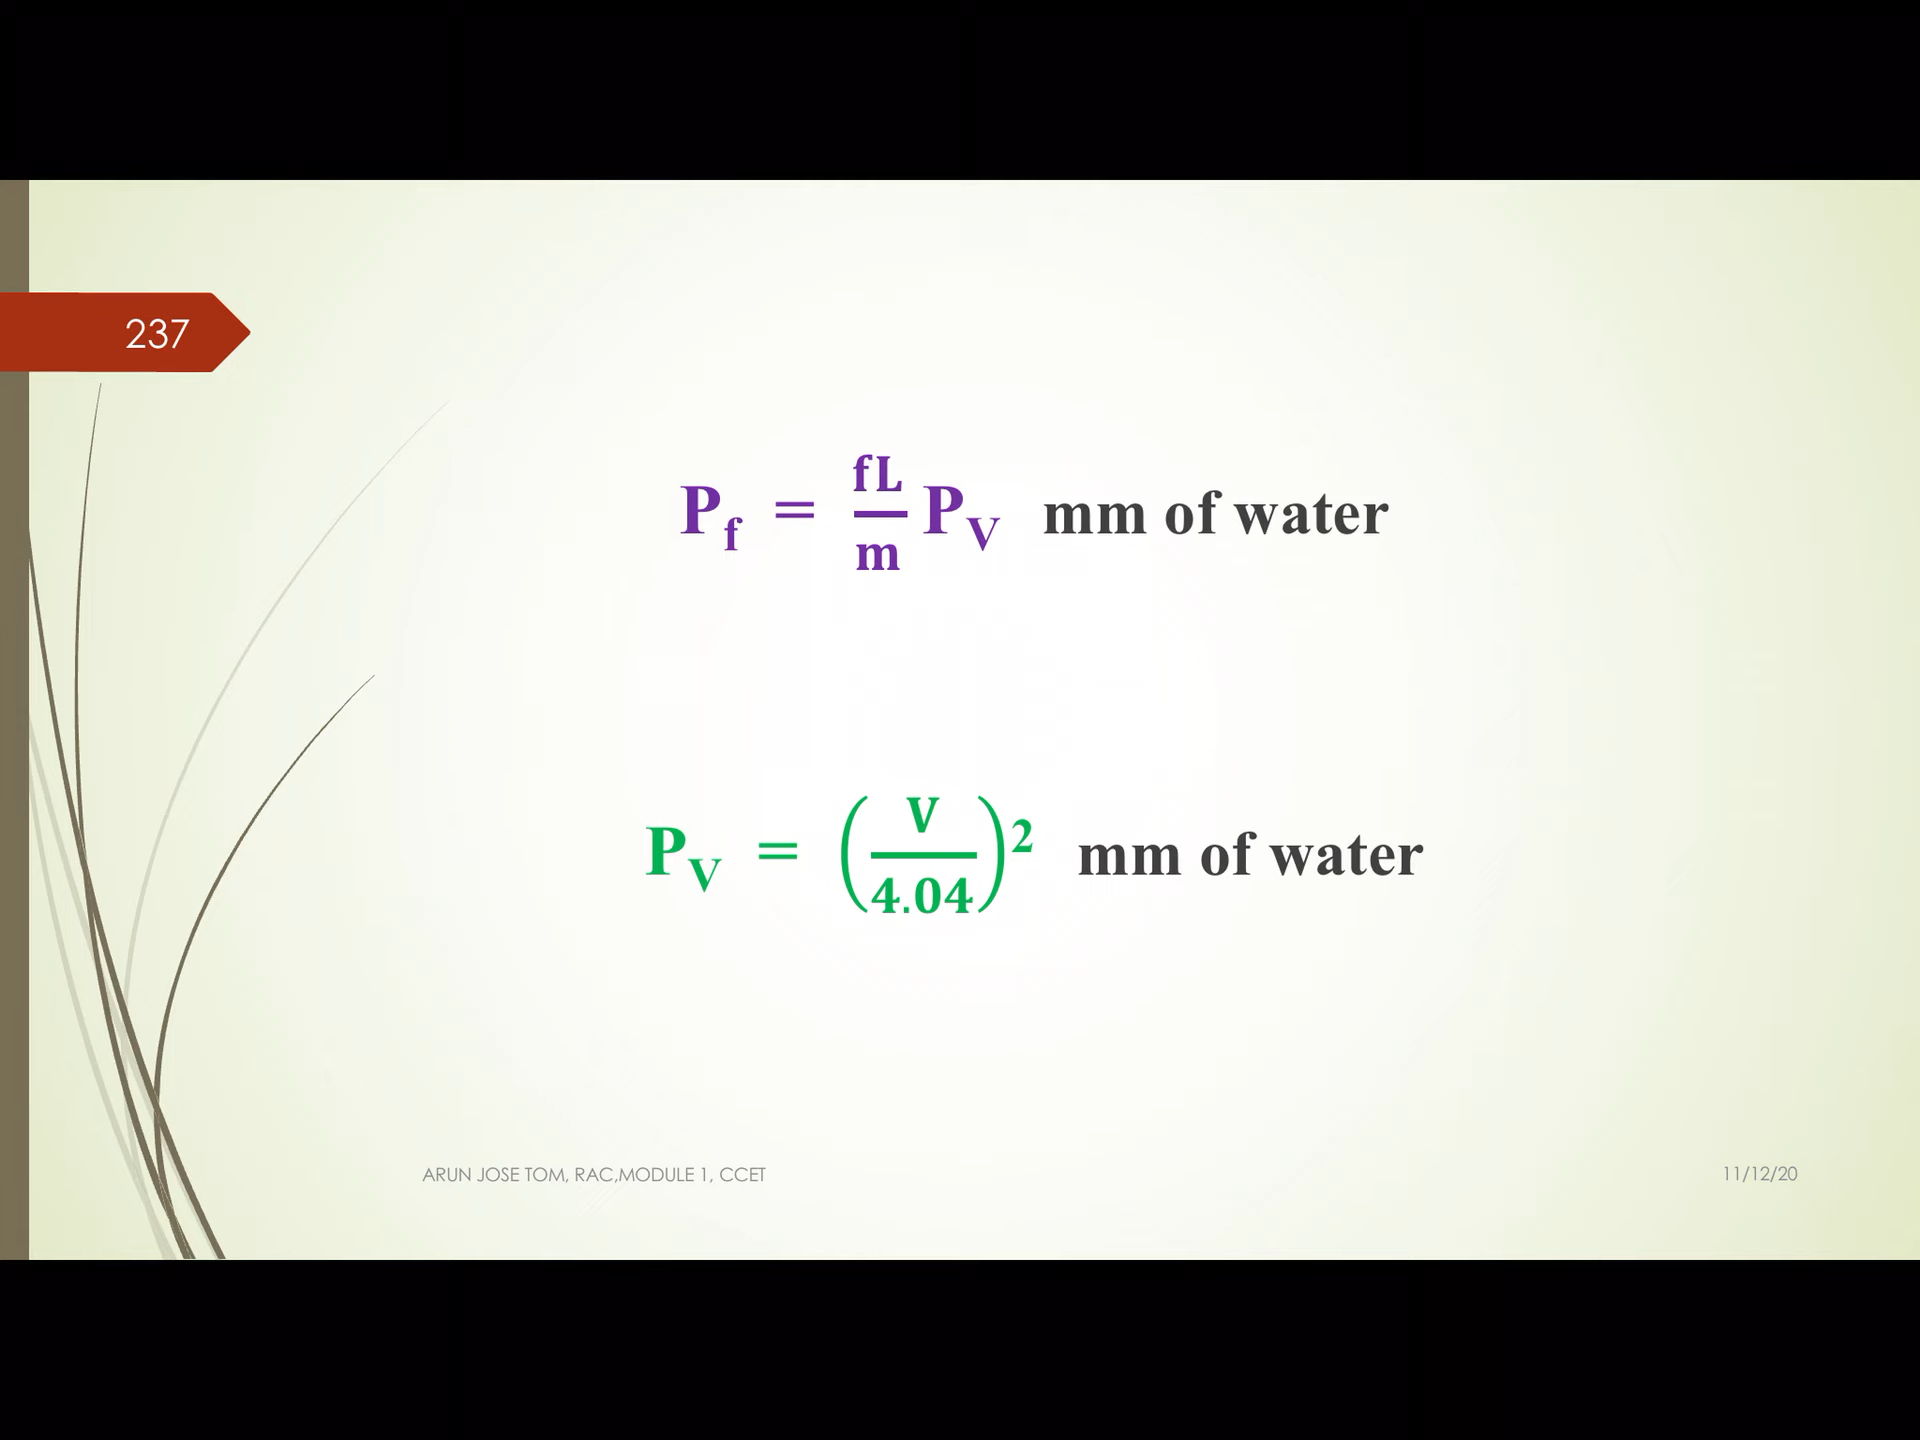 237
P_f = fL/m P_V mm of water
P_V = (V/4.04)^2 mm of water
ARUN JOSE TOM, RAC,MODULE 1, CCET
11/12/20